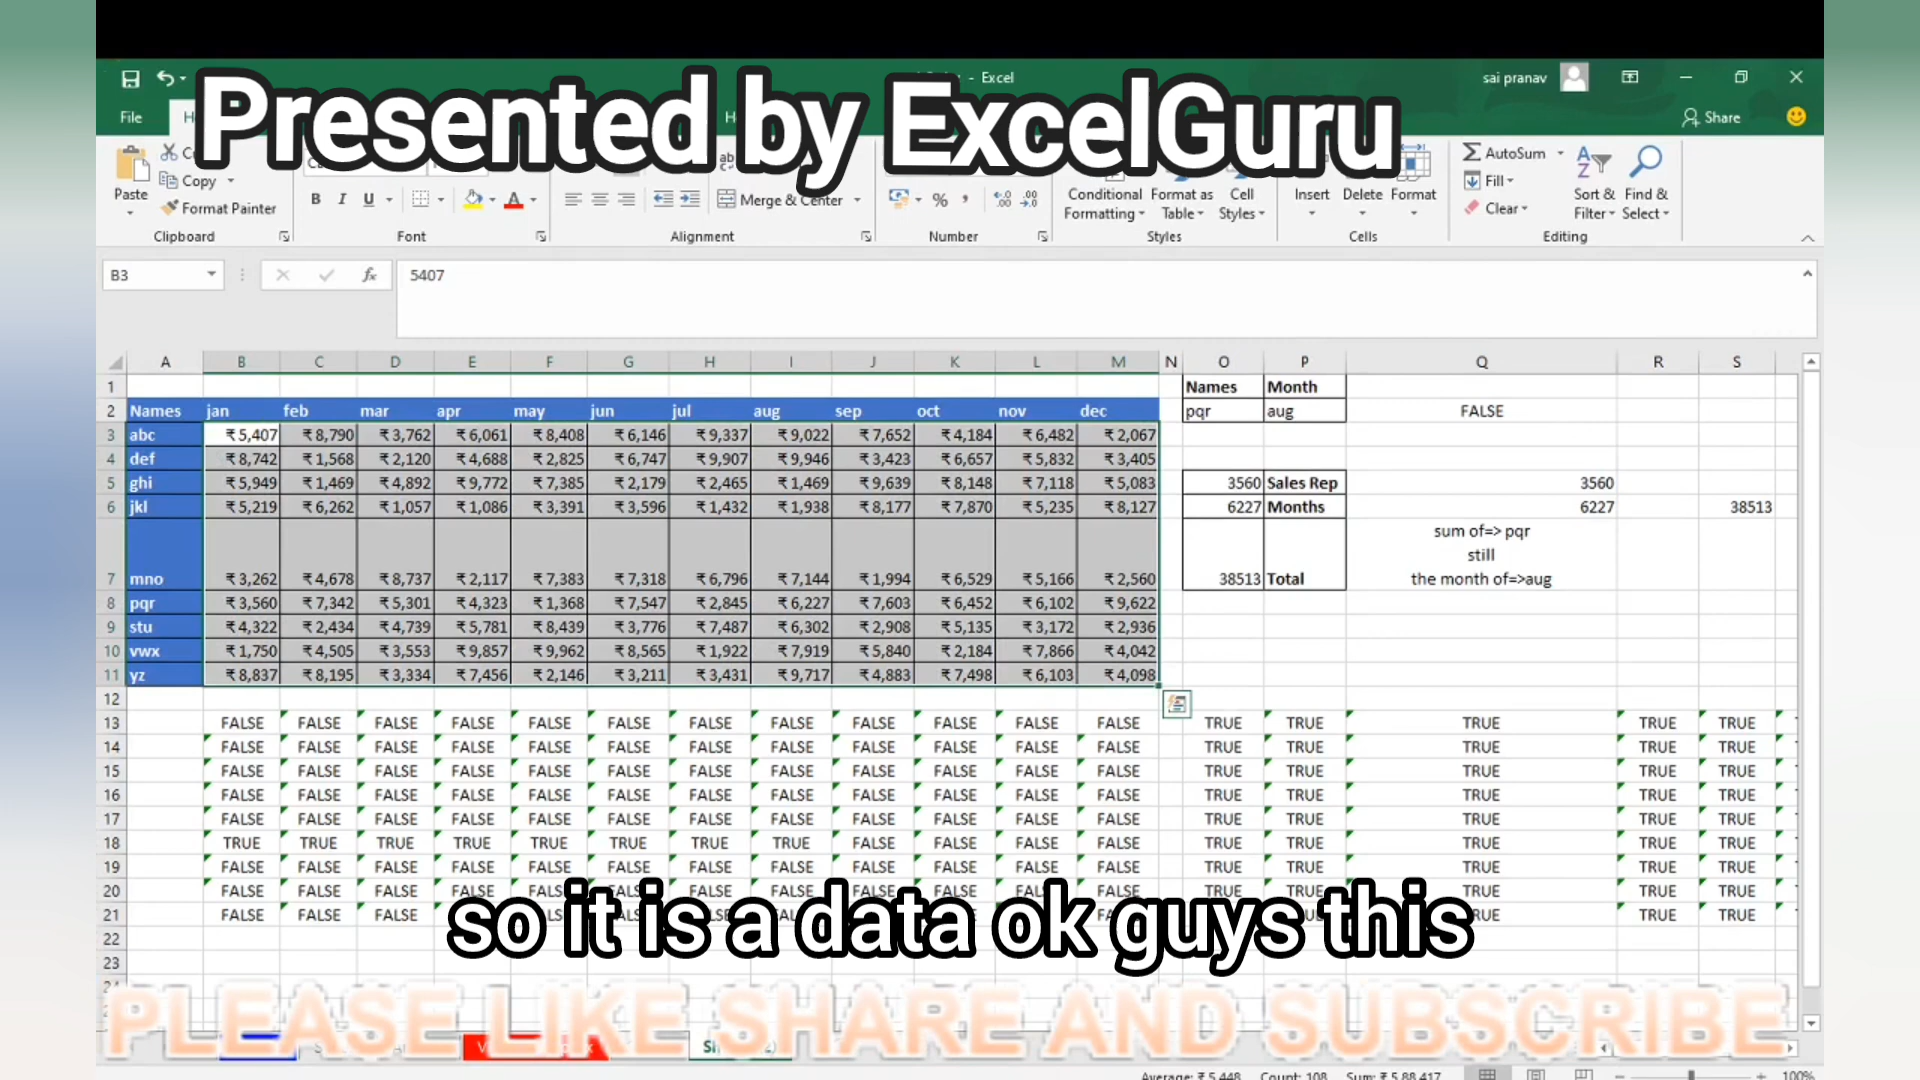 Presented by ExcelGuru
- Excel
sai pranav
File
Share
Paste
Copy
Format Painter
Clipboard
B I U
Font
Merge & Center
Alignment
%
Number
Conditional Formatting
Format as Table
Cell Styles
Styles
Insert
Delete
Format
Cells
AutoSum
Fill
Clear
Sort & Filter
Find & Select
Editing
B3
fx
5407
A B C D E F G H I J K L M N O P Q R S
1 Names Month
2 Names jan feb mar apr may jun jul aug sep oct nov dec pqr aug FALSE
3 abc ₹ 5,407 ₹ 8,790 ₹ 3,762 ₹ 6,061 ₹ 8,408 ₹ 6,146 ₹ 9,337 ₹ 9,022 ₹ 7,652 ₹ 4,184 ₹ 6,482 ₹ 2,067
4 def ₹ 8,742 ₹ 1,568 ₹ 2,120 ₹ 4,688 ₹ 2,825 ₹ 6,747 ₹ 9,907 ₹ 9,946 ₹ 3,423 ₹ 6,657 ₹ 5,832 ₹ 3,405
5 ghi ₹ 5,949 ₹ 1,469 ₹ 4,892 ₹ 9,772 ₹ 7,385 ₹ 2,179 ₹ 2,465 ₹ 1,469 ₹ 9,639 ₹ 8,148 ₹ 7,118 ₹ 5,083 3560 Sales Rep 3560
6 jkl ₹ 5,219 ₹ 6,262 ₹ 1,057 ₹ 1,086 ₹ 3,391 ₹ 3,596 ₹ 1,432 ₹ 1,938 ₹ 8,177 ₹ 7,870 ₹ 5,235 ₹ 8,127 6227 Months 6227 38513
sum of=> pqr
still
7 mno ₹ 3,262 ₹ 4,678 ₹ 8,737 ₹ 2,117 ₹ 7,383 ₹ 7,318 ₹ 6,796 ₹ 7,144 ₹ 1,994 ₹ 6,529 ₹ 5,166 ₹ 2,560 38513 Total the month of=>aug
8 pqr ₹ 3,560 ₹ 7,342 ₹ 5,301 ₹ 4,323 ₹ 1,368 ₹ 7,547 ₹ 2,845 ₹ 6,227 ₹ 7,603 ₹ 6,452 ₹ 6,102 ₹ 9,622
9 stu ₹ 4,322 ₹ 2,434 ₹ 4,739 ₹ 5,781 ₹ 8,439 ₹ 3,776 ₹ 7,487 ₹ 6,302 ₹ 2,908 ₹ 5,135 ₹ 3,172 ₹ 2,936
10 vwx ₹ 1,750 ₹ 4,505 ₹ 3,553 ₹ 9,857 ₹ 9,962 ₹ 8,565 ₹ 1,922 ₹ 7,919 ₹ 5,840 ₹ 2,184 ₹ 7,866 ₹ 4,042
11 yz ₹ 8,837 ₹ 8,195 ₹ 3,334 ₹ 7,456 ₹ 2,146 ₹ 3,211 ₹ 3,431 ₹ 9,717 ₹ 4,883 ₹ 7,498 ₹ 6,103 ₹ 4,098
12
13 FALSE FALSE FALSE FALSE FALSE FALSE FALSE FALSE FALSE FALSE FALSE FALSE TRUE TRUE TRUE TRUE TRUE
14 FALSE FALSE FALSE FALSE FALSE FALSE FALSE FALSE FALSE FALSE FALSE FALSE TRUE TRUE TRUE TRUE TRUE
15 FALSE FALSE FALSE FALSE FALSE FALSE FALSE FALSE FALSE FALSE FALSE FALSE TRUE TRUE TRUE TRUE TRUE
16 FALSE FALSE FALSE FALSE FALSE FALSE FALSE FALSE FALSE FALSE FALSE FALSE TRUE TRUE TRUE TRUE TRUE
17 FALSE FALSE FALSE FALSE FALSE FALSE FALSE FALSE FALSE FALSE FALSE FALSE TRUE TRUE TRUE TRUE TRUE
18 TRUE TRUE TRUE TRUE TRUE TRUE TRUE TRUE FALSE FALSE FALSE FALSE TRUE TRUE TRUE TRUE TRUE
19 FALSE FALSE FALSE FALSE FALSE FALSE FALSE FALSE FALSE FALSE FALSE FALSE TRUE TRUE TRUE TRUE TRUE
20 FALSE FALSE FALSE FALSE FALSE FALSE FALSE FALSE FALSE FALSE FALSE FALSE TRUE TRUE TRUE TRUE TRUE
21 FALSE FALSE FALSE TRUE TRUE
so it is a data ok guys this
22
23
PLEASE LIKE SHARE AND SUBSCRIBE
Average: ₹ 5,448 Count: 108 Sum: ₹ 5,88,417 100%